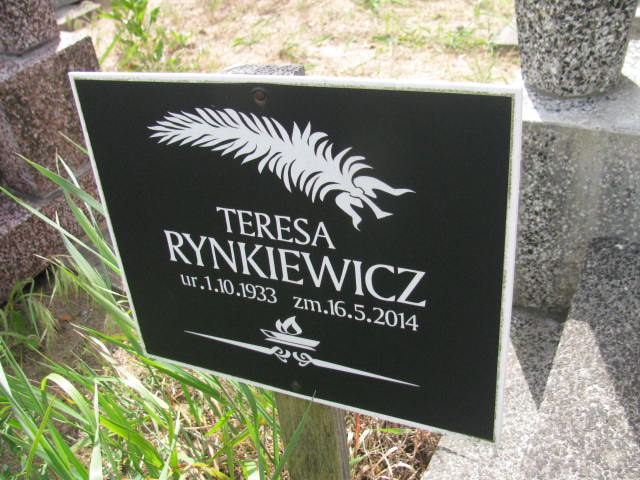 TERESA
RYNKIEWICZ
ur.1.10.1933 zm.16.5.2014